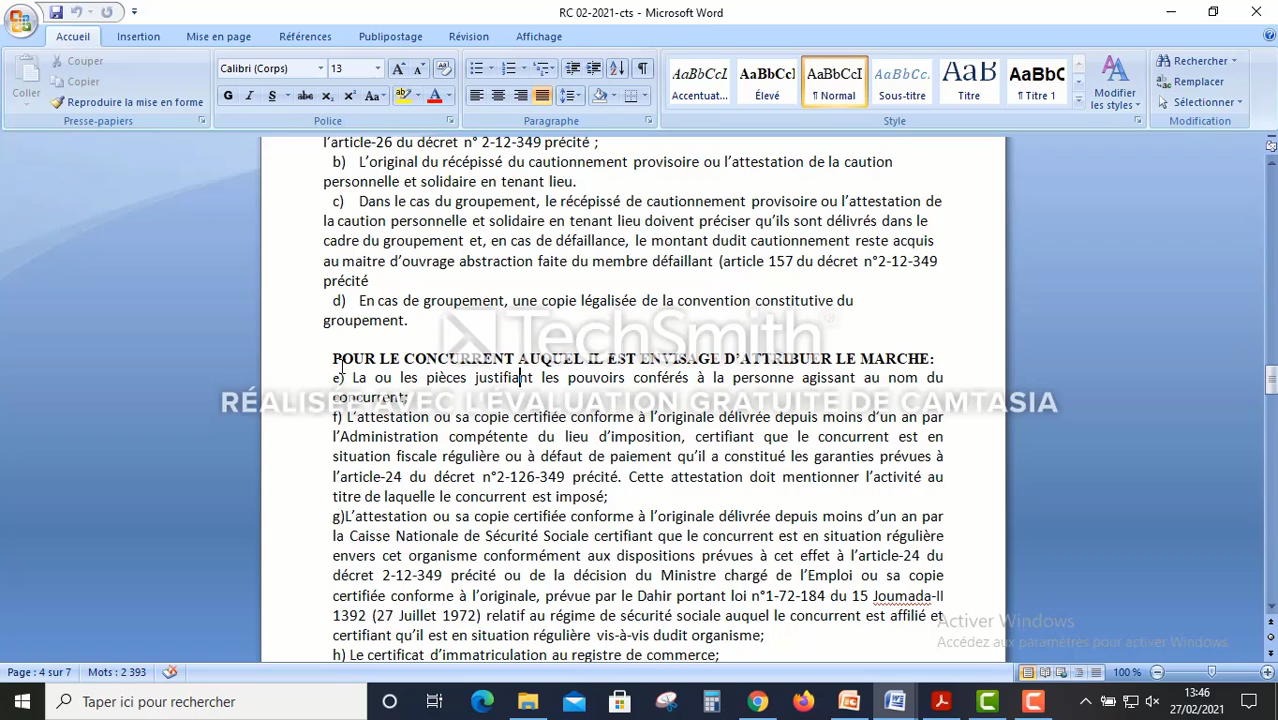 RC 02-2021-cts - Microsoft Word
Accueil Insertion Mise en page Références Publipostage Révision Affichage
Coller
Couper
Copier
Reproduire la mise en forme
Presse-papiers
Calibri (Corps) 13
Police
Paragraphe
AaBbCcI AaBbCcI AaBbCcI AaBbCc. AaB AaBbC
Accentuat... Élevé ¶ Normal Sous-titre Titre ¶ Titre 1
Style
Modifier
les styles
Rechercher
Remplacer
Sélectionner
Modification
l’article-26 du décret n° 2-12-349 précité ;
b) L’original du récépissé du cautionnement provisoire ou l’attestation de la caution
personnelle et solidaire en tenant lieu.
c) Dans le cas du groupement, le récépissé de cautionnement provisoire ou l’attestation de
la caution personnelle et solidaire en tenant lieu doivent préciser qu’ils sont délivrés dans le
cadre du groupement et, en cas de défaillance, le montant dudit cautionnement reste acquis
au maitre d’ouvrage abstraction faite du membre défaillant (article 157 du décret n°2-12-349
précité
d) En cas de groupement, une copie légalisée de la convention constitutive du
groupement.
TechSmith
POUR LE CONCURRENT AUQUEL IL EST ENVISAGE D’ATTRIBUER LE MARCHE:
e) La ou les pièces justifiant les pouvoirs conférés à la personne agissant au nom du
concurrent;
RÉALISÉE AVEC L'ÉVALUATION GRATUITE DE CAMTASIA
f) L’attestation ou sa copie certifiée conforme à l’originale délivrée depuis moins d’un an par
l’Administration compétente du lieu d’imposition, certifiant que le concurrent est en
situation fiscale régulière ou à défaut de paiement qu’il a constitué les garanties prévues à
l’article-24 du décret n°2-126-349 précité. Cette attestation doit mentionner l’activité au
titre de laquelle le concurrent est imposé;
g)L’attestation ou sa copie certifiée conforme à l’originale délivrée depuis moins d’un an par
la Caisse Nationale de Sécurité Sociale certifiant que le concurrent est en situation régulière
envers cet organisme conformément aux dispositions prévues à cet effet à l’article-24 du
décret 2-12-349 précité ou de la décision du Ministre chargé de l’Emploi ou sa copie
certifiée conforme à l’originale, prévue par le Dahir portant loi n°1-72-184 du 15 Joumada-II
1392 (27 Juillet 1972) relatif au régime de sécurité sociale auquel le concurrent est affilié et
certifiant qu’il est en situation régulière vis-à-vis dudit organisme;
h) Le certificat d’immatriculation au registre de commerce;
Activer Windows
Accédez aux paramètres pour activer Windows.
Page : 4 sur 7 Mots : 2 393 100 %
Taper ici pour rechercher
13:46
27/02/2021